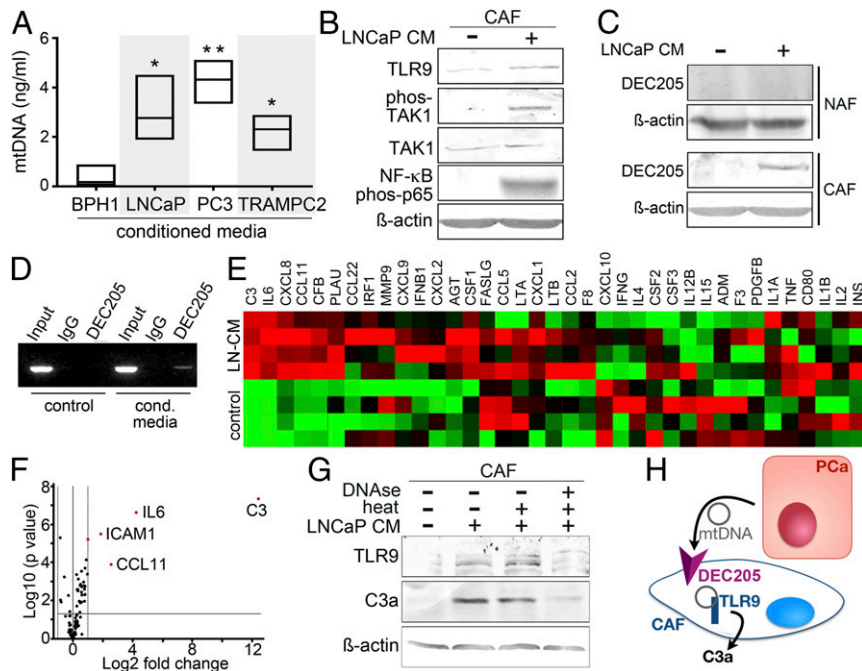 A
mtDNA (ng/ml)
6
4
2
0
*
* *
*
BPH1 LNCaP PC3 TRAMPC2
conditioned media
B
CAF
LNCaP CM - +
TLR9
phos-
TAK1
TAK1
NF-κB
phos-p65
ß-actin
C
LNCaP CM - +
DEC205
ß-actin
NAF
DEC205
ß-actin
CAF
D
Input IgG DEC205 Input IgG DEC205
control
cond.
media
E
C3 IL6 CXCL8 CCL11 CFB PLAU CCL22 IRF1 MMP9 CXCL9 IFNB1 CXCL2 AGT CSF1 FASLG CCL5 LTA CXCL1 LTB CCL2 F8 CXCL10 IFNG IL4 CSF2 CSF3 IL12B IL15 ADM F3 PDGFB IL1A TNF CD80 IL1B IL2 INS
LN-CM
control
F
Log10 (p value)
8
6
4
2
0
IL6
C3
ICAM1
CCL11
0 4 8 12
Log2 fold change
G
CAF
DNAse - - - +
heat - - + +
LNCaP CM - + + +
TLR9
C3a
ß-actin
H
PCa
mtDNA
DEC205
TLR9
CAF
C3a